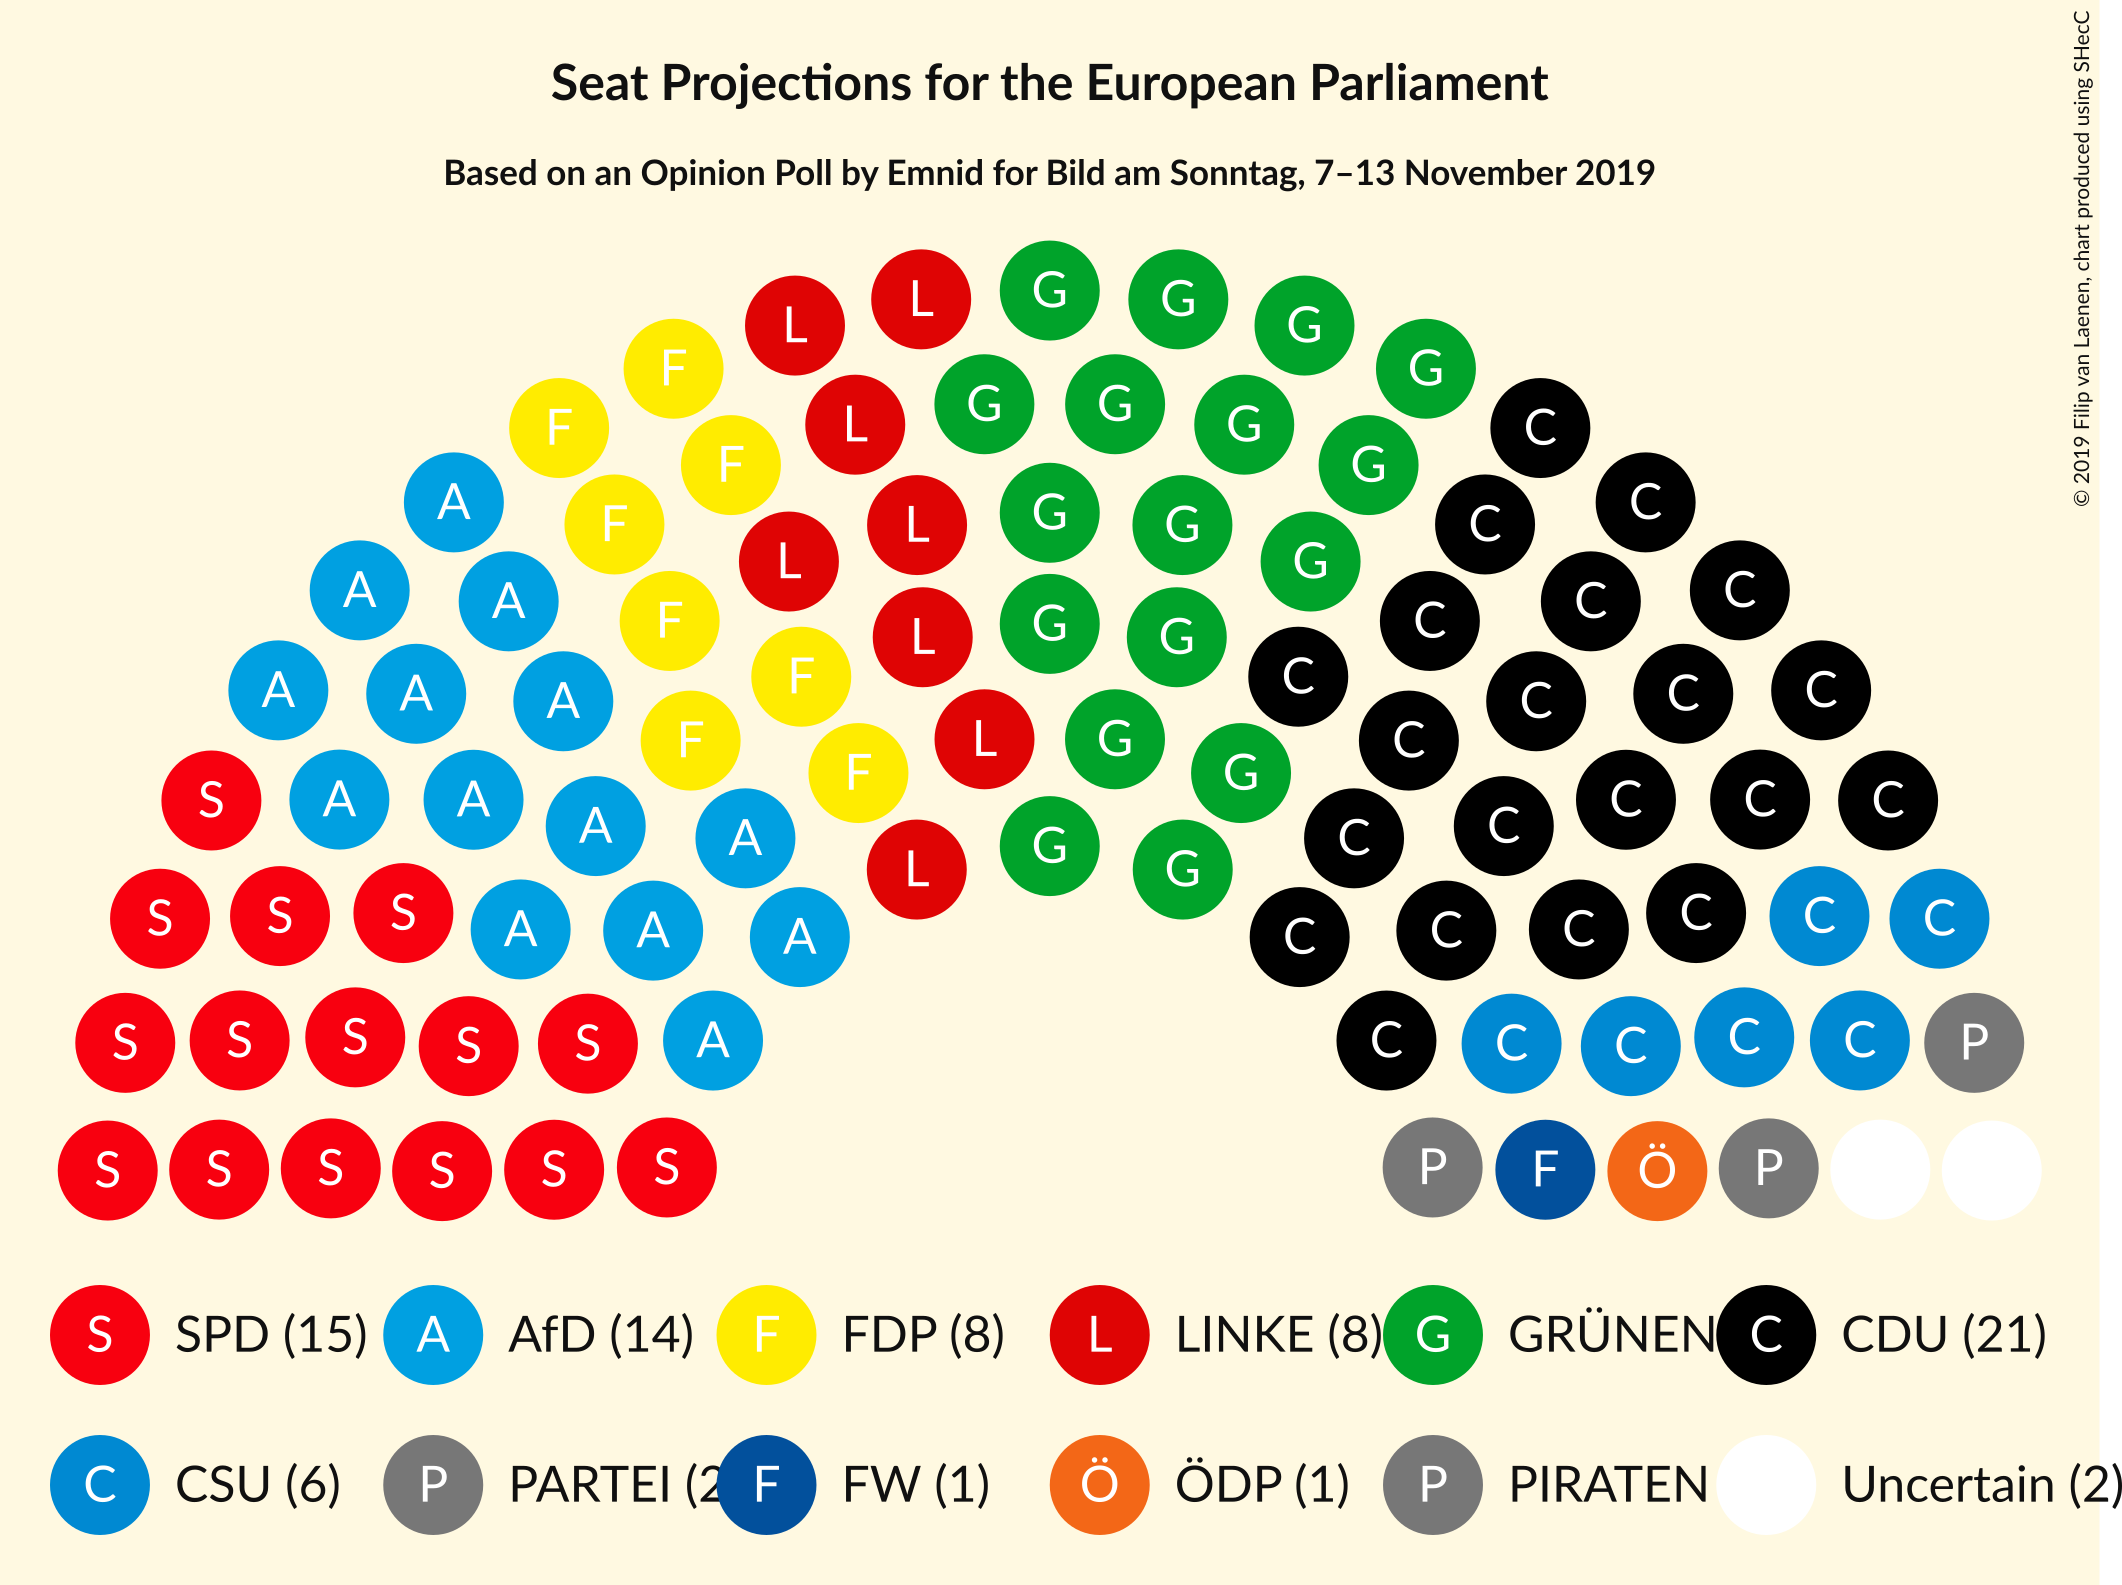 Seat Projections for the European Parliament
Based on an Opinion Poll by Emnid for Bild am Sonntag, 7–13 November 2019
© 2019 Filip van Laenen, chart produced using SHecC
L L G G G
F G
L G G G
F C
F G
A C
F L G G C
L G
A C
A C
F L G G C
F C
A A A C C C
F L G C
F G
S A A C C C
A A C C
L G G
S S S A A A C C C C C C
S S S S S A C C C C C P
S S S S S S P F Ö P
S SPD (15) A AfD (14) F FDP (8) L LINKE (8) G GRÜNEN C CDU (21)
C CSU (6) P PARTEI (2 F FW (1) Ö ÖDP (1) P PIRATEN Uncertain (2)